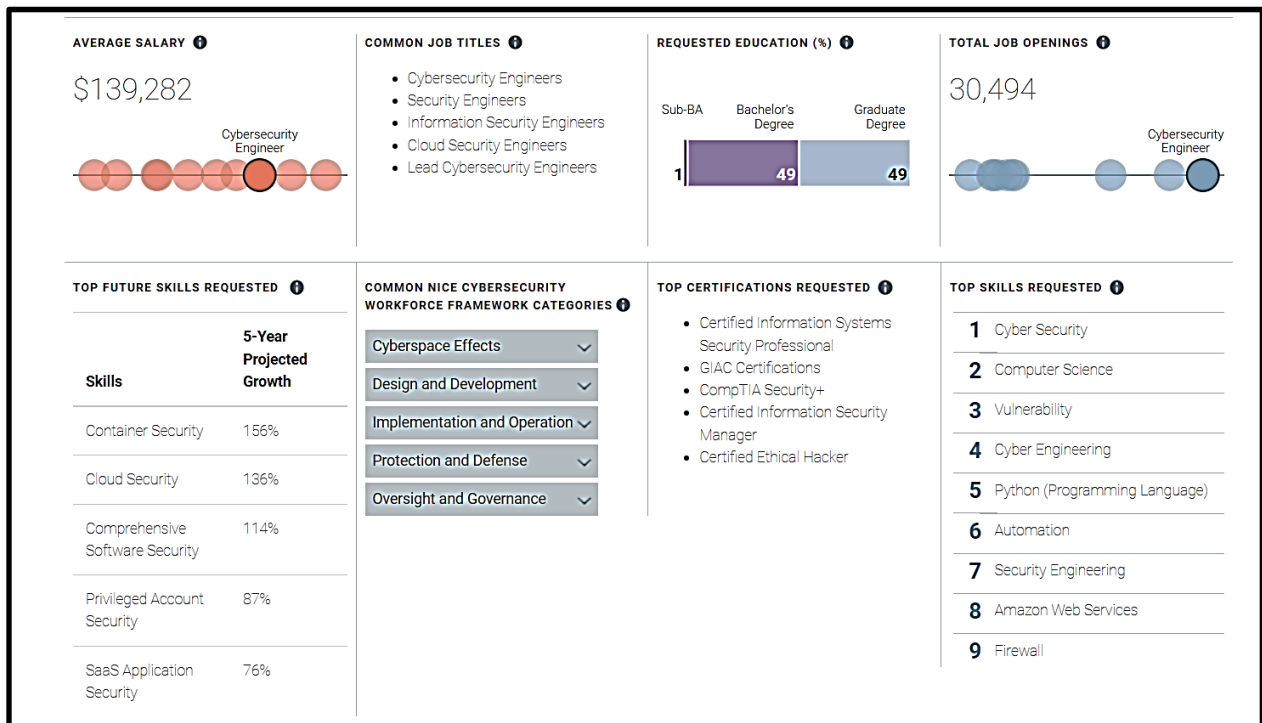 AVERAGE SALARY
$139,282
Cybersecurity
Engineer
COMMON JOB TITLES
Cybersecurity Engineers
Security Engineers
Information Security Engineers
Cloud Security Engineers
Lead Cybersecurity Engineers
REQUESTED EDUCATION (%)
Sub-BA
Bachelor's
Degree
Graduate
Degree
1
49
49
TOTAL JOB OPENINGS
30,494
Cybersecurity
Engineer
TOP FUTURE SKILLS REQUESTED
Skills
5-Year
Projected
Growth
Container Security 156%
Cloud Security 136%
Comprehensive 114%
Software Security
Privileged Account 87%
Security
SaaS Application 76%
Security
COMMON NICE CYBERSECURITY
WORKFORCE FRAMEWORK CATEGORIES
Cyberspace Effects
Design and Development
Implementation and Operation
Protection and Defense
Oversight and Governance
TOP CERTIFICATIONS REQUESTED
Certified Information Systems
Security Professional
GIAC Certifications
CompTIA Security+
Certified Information Security
Manager
Certified Ethical Hacker
TOP SKILLS REQUESTED
1 Cyber Security
2 Computer Science
3 Vulnerability
4 Cyber Engineering
5 Python (Programming Language)
6 Automation
7 Security Engineering
8 Amazon Web Services
9 Firewall